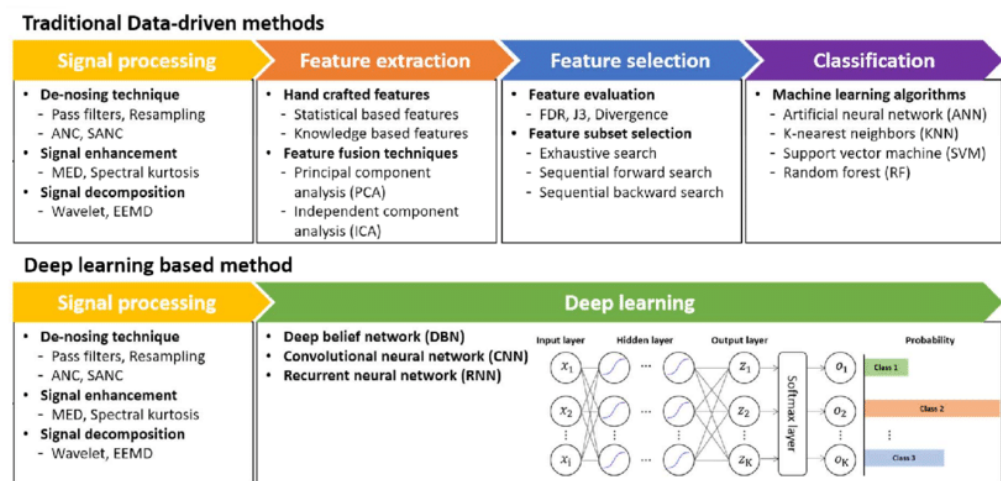 Traditional Data-driven methods
Signal processing
Feature extraction
Feature selection
Classification
• De-nosing technique
- Pass filters, Resampling
- ANC, SANC
• Signal enhancement
- MED, Spectral kurtosis
• Signal decomposition
- Wavelet, EEMD
• Hand crafted features
- Statistical based features
- Knowledge based features
• Feature fusion techniques
- Principal component
analysis (PCA)
- Independent component
analysis (ICA)
• Feature evaluation
- FDR, J3, Divergence
• Feature subset selection
- Exhaustive search
- Sequential forward search
- Sequential backward search
• Machine learning algorithms
- Artificial neural network (ANN)
- K-nearest neighbors (KNN)
- Support vector machine (SVM)
- Random forest (RF)
Deep learning based method
Signal processing
Deep learning
• De-nosing technique
- Pass filters, Resampling
- ANC, SANC
• Signal enhancement
- MED, Spectral kurtosis
• Signal decomposition
- Wavelet, EEMD
• Deep belief network (DBN)
• Convolutional neural network (CNN)
• Recurrent neural network (RNN)
Input layer
Hidden layer
Output layer
Probability
x₁ ... z₁ o₁ Class 1
x₂ ... z₂ o₂ Class 2
xᵢ ... z_K o_K Class 3
Softmax layer